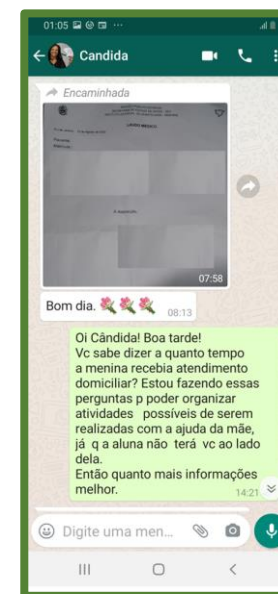 01:05
Candida
Encaminhada
LAUDO MÉDICO
07:58
Bom dia.
08:13
Oi Cândida! Boa tarde!
Vc sabe dizer a quanto tempo
a menina recebia atendimento
domiciliar? Estou fazendo essas
perguntas p poder organizar
atividades possíveis de serem
realizadas com a ajuda da mãe,
já q a aluna não terá vc ao lado
dela.
Então quanto mais informações
melhor.
14:21
Digite uma men...